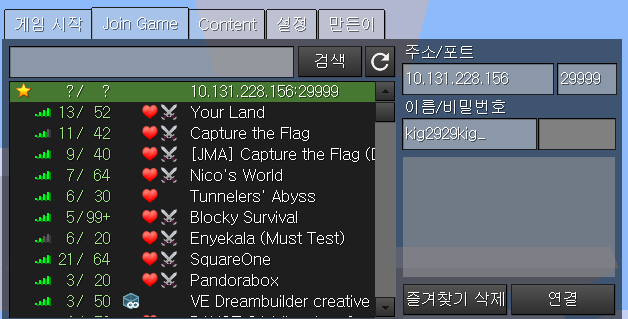 게임 시작 Join Game Content 설정 만든이
검색
? / ? 10.131.228.156:29999
13 / 52 Your Land
11 / 42 Capture the Flag
9 / 40 [JMA] Capture the Flag (D
7 / 64 Nico's World
6 / 30 Tunnelers' Abyss
5 / 99+ Blocky Survival
6 / 20 Enyekala (Must Test)
21 / 64 SquareOne
3 / 20 Pandorabox
3 / 50 VE Dreambuilder creative
주소/포트
10.131.228.156 29999
이름/비밀번호
kig2929kig_
즐겨찾기 삭제 연결